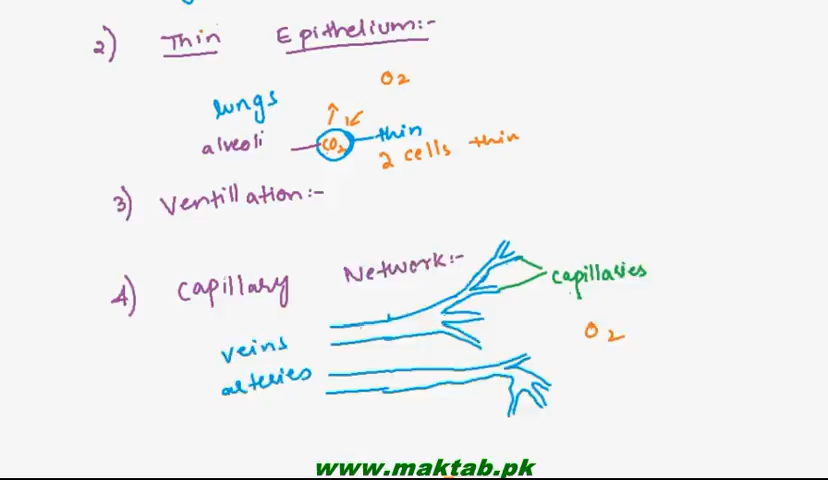 2) Thin Epithelium:-
O2
lungs
alveoli CO2 thin
2 cells thin
3) Ventillation:-
4) Capillary Network:-
capillaries
O2
veins
arteries
www.maktab.pk